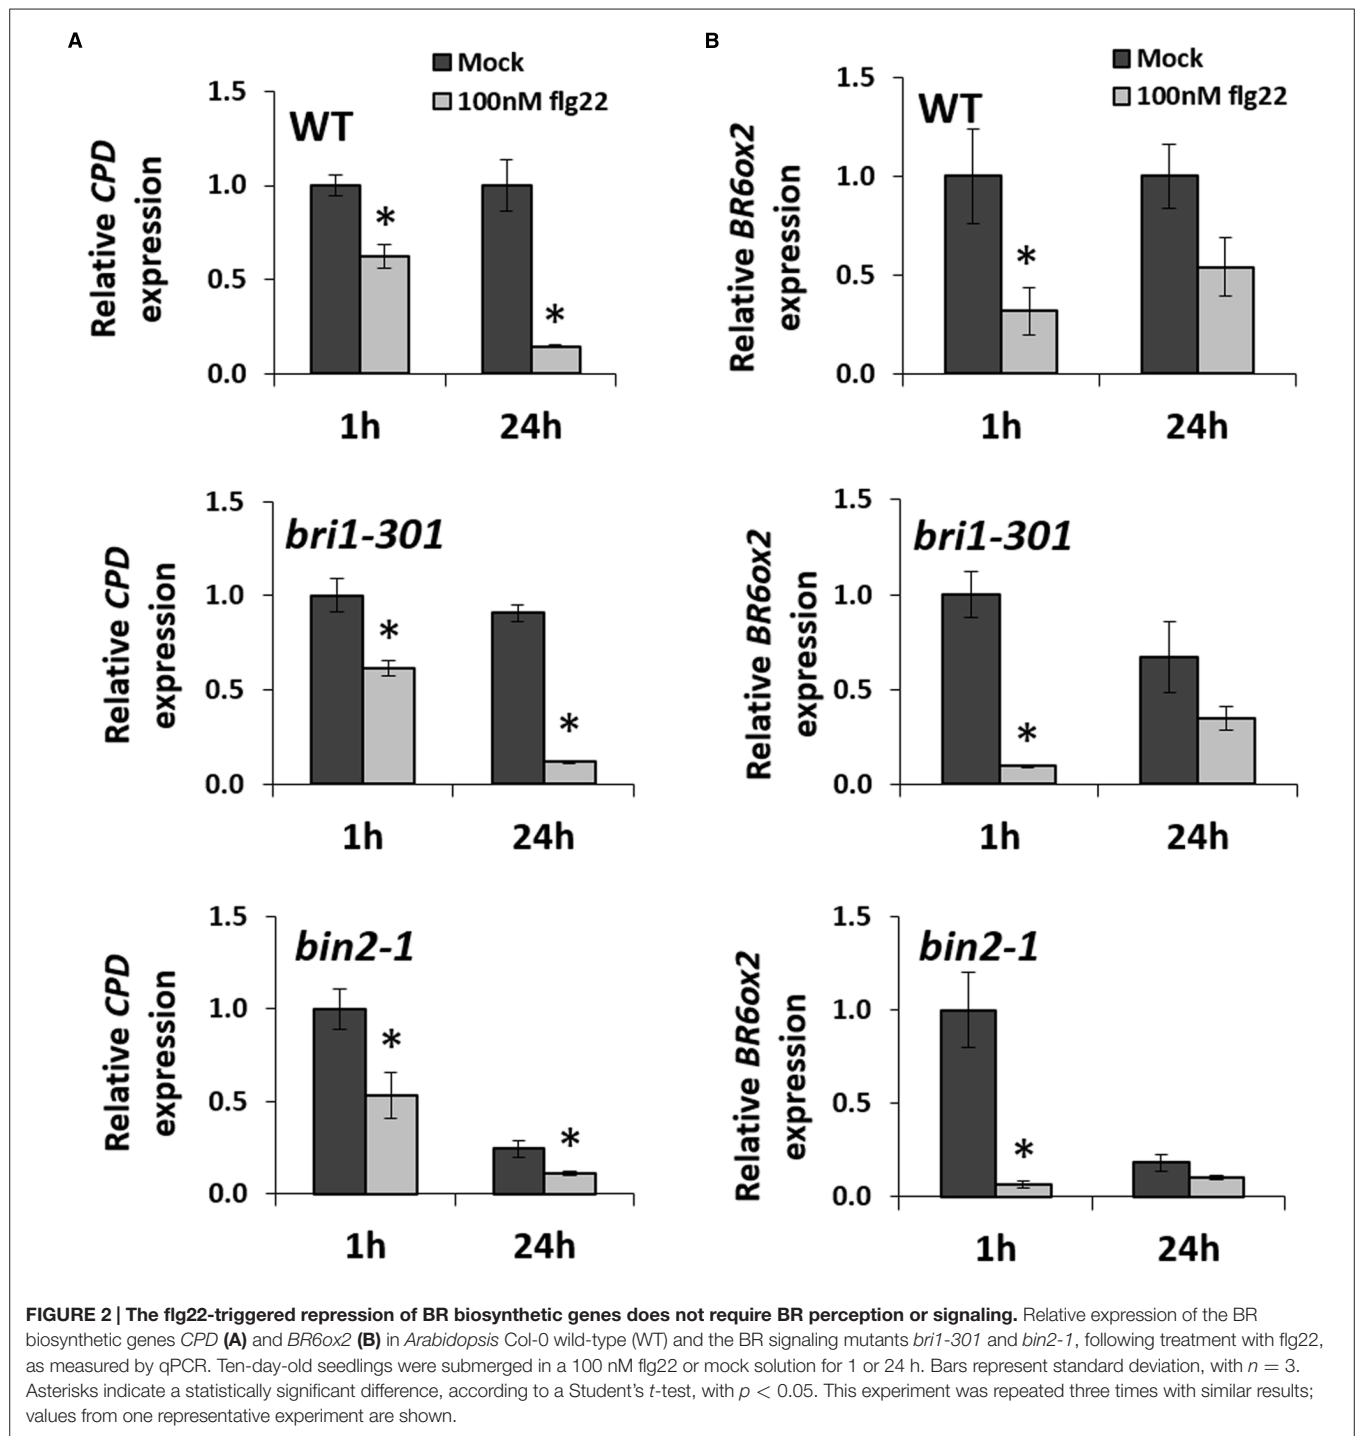 A
Mock
100nM flg22
WT
Relative CPD
expression
1.5
1.0
0.5
0.0
*
*
1h
24h
B
Mock
100nM flg22
WT
Relative BR6ox2
expression
1.5
1.0
0.5
0.0
*
1h
24h
bri1-301
Relative CPD
expression
1.5
1.0
0.5
0.0
*
*
1h
24h
bri1-301
Relative BR6ox2
expression
1.5
1.0
0.5
0.0
*
1h
24h
bin2-1
Relative CPD
expression
1.5
1.0
0.5
0.0
*
*
1h
24h
bin2-1
Relative BR6ox2
expression
1.5
1.0
0.5
0.0
*
1h
24h
FIGURE 2 | The flg22-triggered repression of BR biosynthetic genes does not require BR perception or signaling. Relative expression of the BR
biosynthetic genes CPD (A) and BR6ox2 (B) in Arabidopsis Col-0 wild-type (WT) and the BR signaling mutants bri1-301 and bin2-1, following treatment with flg22,
as measured by qPCR. Ten-day-old seedlings were submerged in a 100 nM flg22 or mock solution for 1 or 24 h. Bars represent standard deviation, with n = 3.
Asterisks indicate a statistically significant difference, according to a Student's t-test, with p < 0.05. This experiment was repeated three times with similar results;
values from one representative experiment are shown.